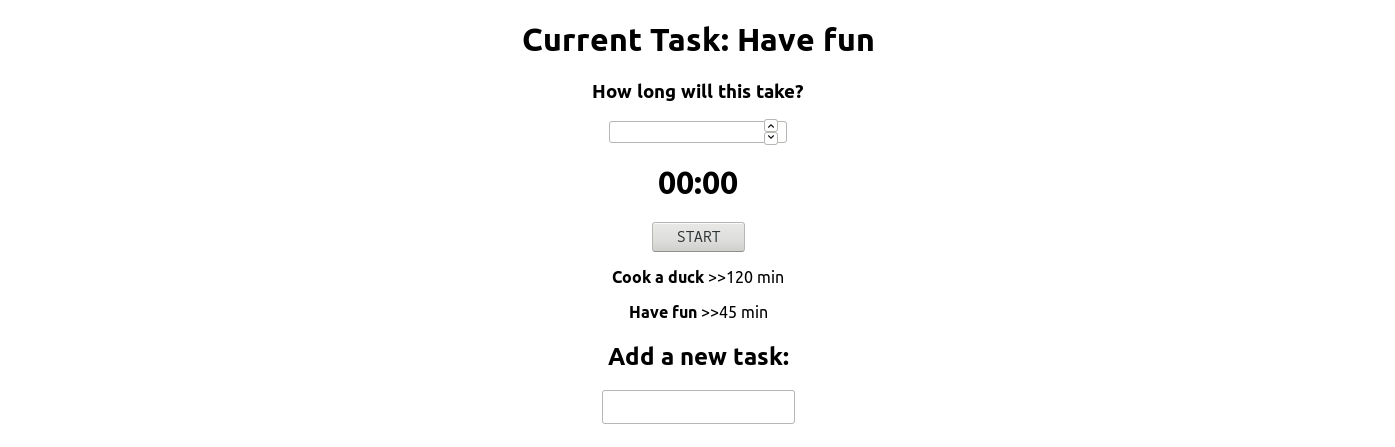 Current Task: Have fun
How long will this take?
00:00
START
Cook a duck >>120 min
Have fun >>45 min
Add a new task: